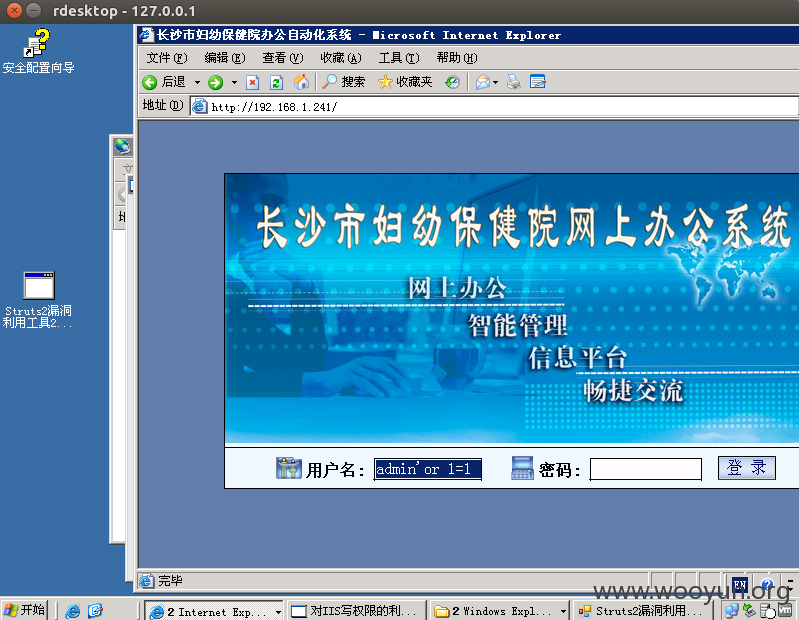 rdesktop - 127.0.0.1
安全配置向导
长沙市妇幼保健院办公自动化系统 - Microsoft Internet Explorer
文件(F) 编辑(E) 查看(V) 收藏(A) 工具(T) 帮助(H)
后退 搜索 收藏夹
地址(D) http://192.168.1.241/
长沙市妇幼保健院网上办公系统
网上办公
智能管理
信息平台
畅捷交流
Struts2漏洞
利用工具2...
用户名: admin'or 1=1 密码: 登 录
完毕
EN
www.wooyun.org
开始 2 Internet Exp... 对IIS写权限的利... 2 Windows Expl... Struts2漏洞利用...